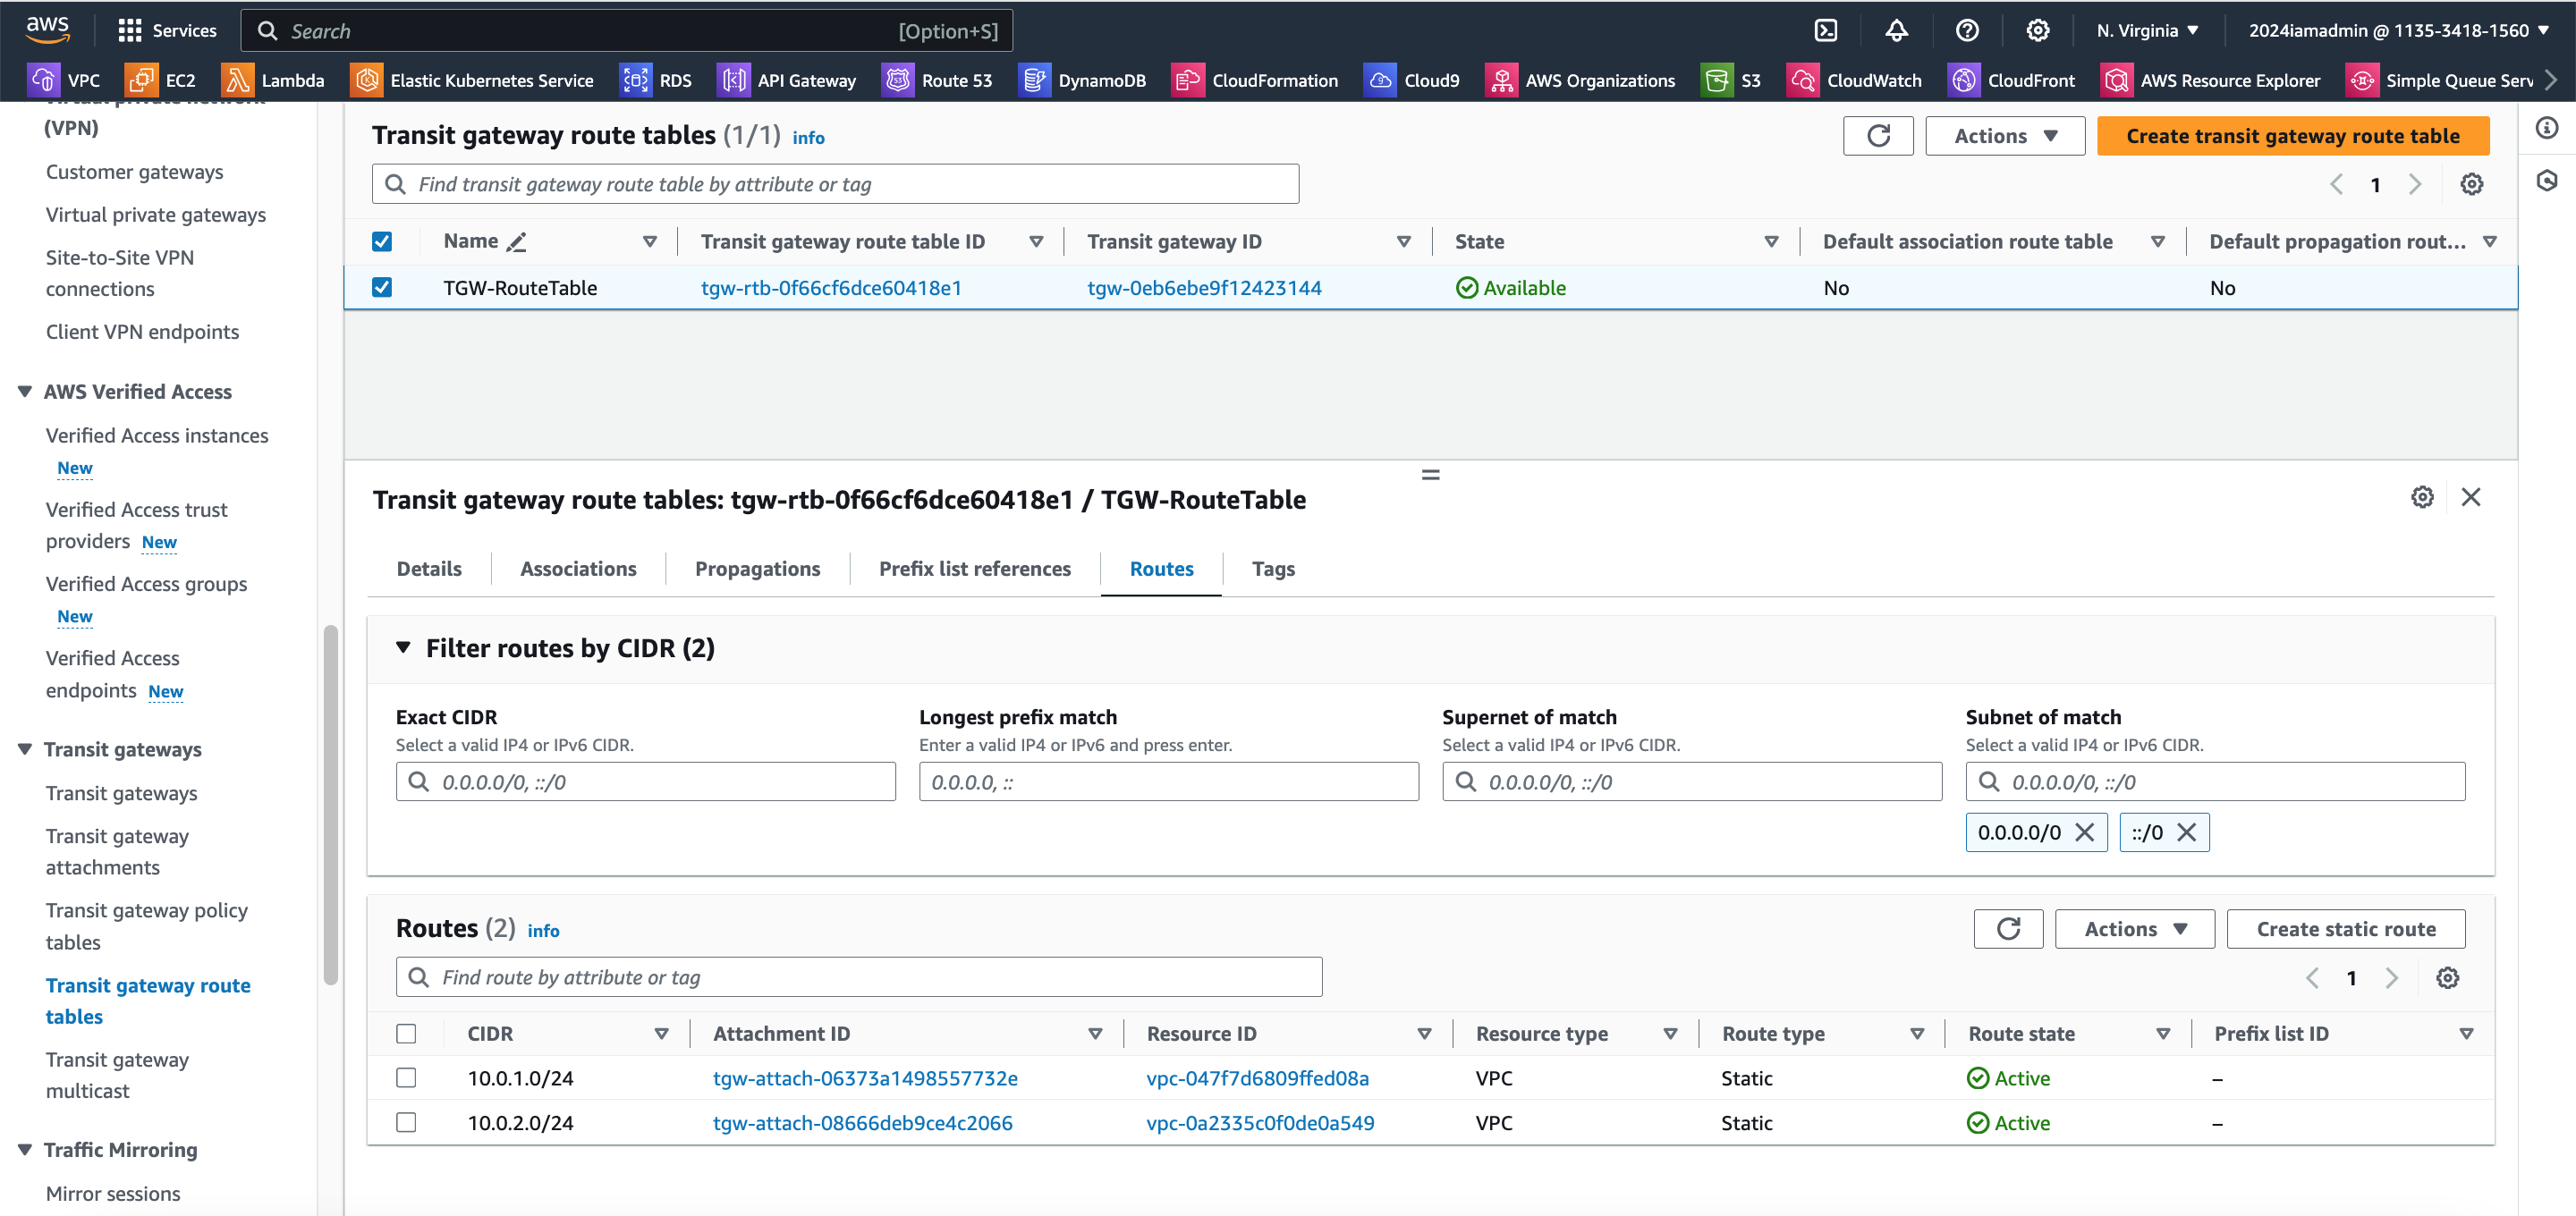 aws
Services
Search
[Option+S]
N. Virginia
2024iamadmin @ 1135-3418-1560
VPC
EC2
Lambda
Elastic Kubernetes Service
RDS
API Gateway
Route 53
DynamoDB
CloudFormation
Cloud9
AWS Organizations
S3
CloudWatch
CloudFront
AWS Resource Explorer
Simple Queue Serv
Virtual private network
(VPN)
Customer gateways
Virtual private gateways
Site-to-Site VPN
connections
Client VPN endpoints
AWS Verified Access
Verified Access instances
New
Verified Access trust
providers New
Verified Access groups
New
Verified Access
endpoints New
Transit gateways
Transit gateways
Transit gateway
attachments
Transit gateway policy
tables
Transit gateway route
tables
Transit gateway
multicast
Traffic Mirroring
Mirror sessions
Transit gateway route tables (1/1) info
Actions
Create transit gateway route table
Find transit gateway route table by attribute or tag
1
Name
Transit gateway route table ID
Transit gateway ID
State
Default association route table
Default propagation rout...
TGW-RouteTable
tgw-rtb-0f66cf6dce60418e1
tgw-0eb6ebe9f12423144
Available
No
No
Transit gateway route tables: tgw-rtb-0f66cf6dce60418e1 / TGW-RouteTable
Details
Associations
Propagations
Prefix list references
Routes
Tags
Filter routes by CIDR (2)
Exact CIDR
Select a valid IP4 or IPv6 CIDR.
0.0.0.0/0, ::/0
Longest prefix match
Enter a valid IP4 or IPv6 and press enter.
0.0.0.0, ::
Supernet of match
Select a valid IP4 or IPv6 CIDR.
0.0.0.0/0, ::/0
Subnet of match
Select a valid IP4 or IPv6 CIDR.
0.0.0.0/0, ::/0
0.0.0.0/0
::/0
Routes (2) info
Actions
Create static route
Find route by attribute or tag
1
CIDR
Attachment ID
Resource ID
Resource type
Route type
Route state
Prefix list ID
10.0.1.0/24
tgw-attach-06373a1498557732e
vpc-047f7d6809ffed08a
VPC
Static
Active
–
10.0.2.0/24
tgw-attach-08666deb9ce4c2066
vpc-0a2335c0f0de0a549
VPC
Static
Active
–